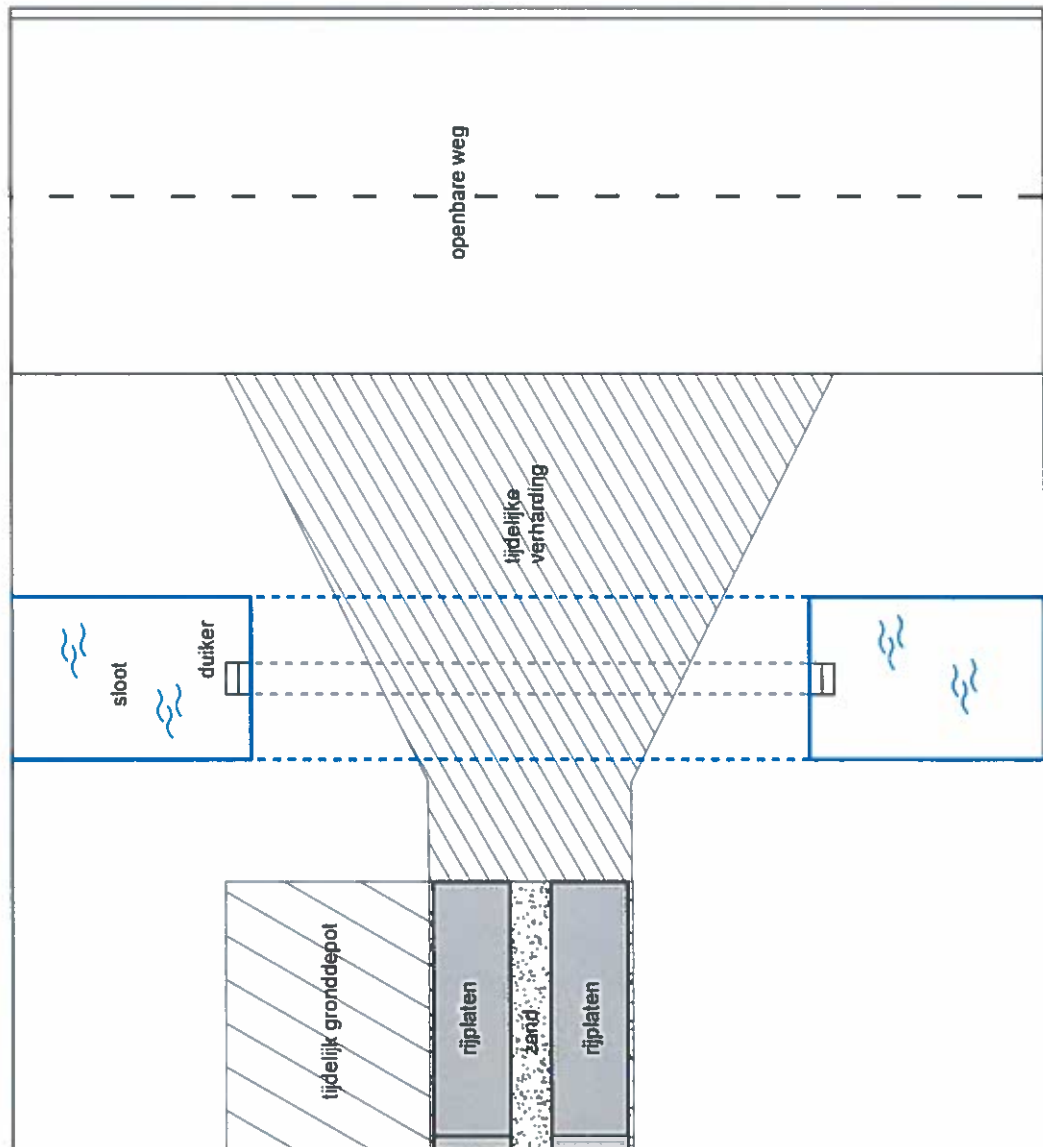 openbare weg
tijdelijke
verharding
sloot
duiker
tijdelijk gronddepot
rijplaten
zand
rijplaten